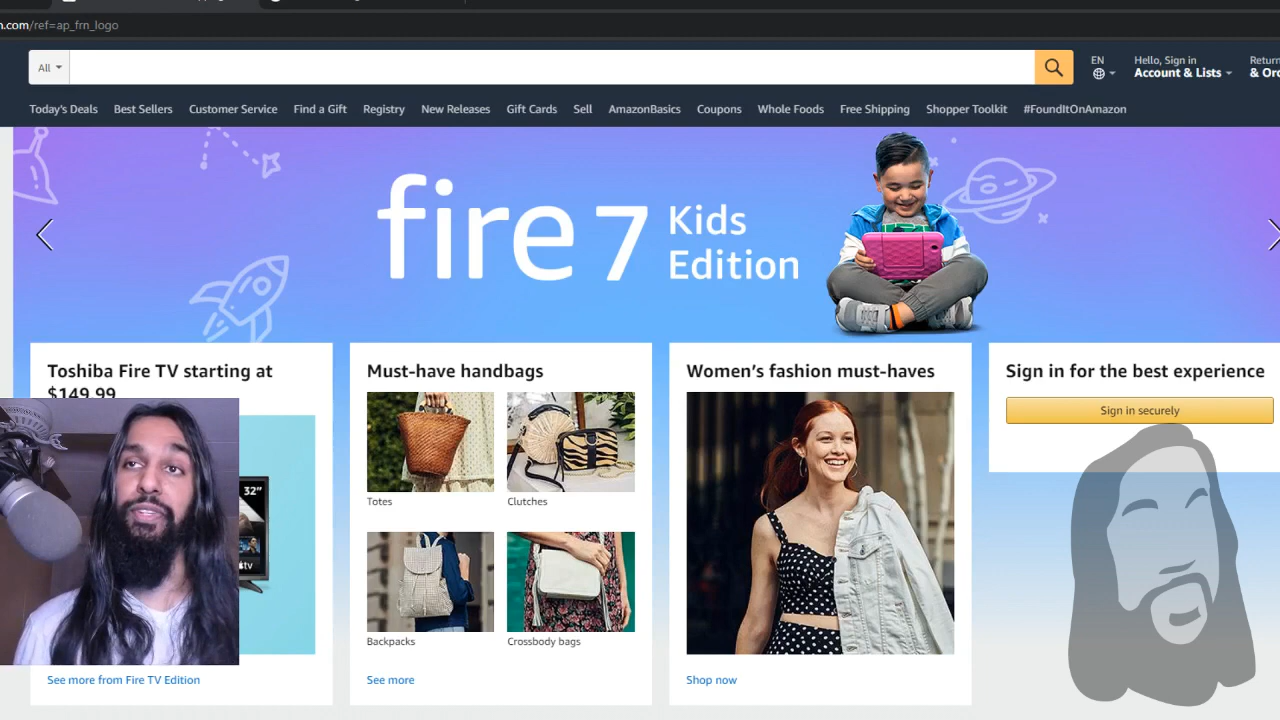 n.com/ref=ap_frn_logo
All
EN
Hello, Sign in
Account & Lists
Return
& Or
Today's Deals Best Sellers Customer Service Find a Gift Registry New Releases Gift Cards Sell AmazonBasics Coupons Whole Foods Free Shipping Shopper Toolkit #FoundItOnAmazon
fire 7 Kids
Edition
Toshiba Fire TV starting at
$149.99
32"
tv
See more from Fire TV Edition
Must-have handbags
Totes
Clutches
Backpacks
Crossbody bags
See more
Women's fashion must-haves
Shop now
Sign in for the best experience
Sign in securely